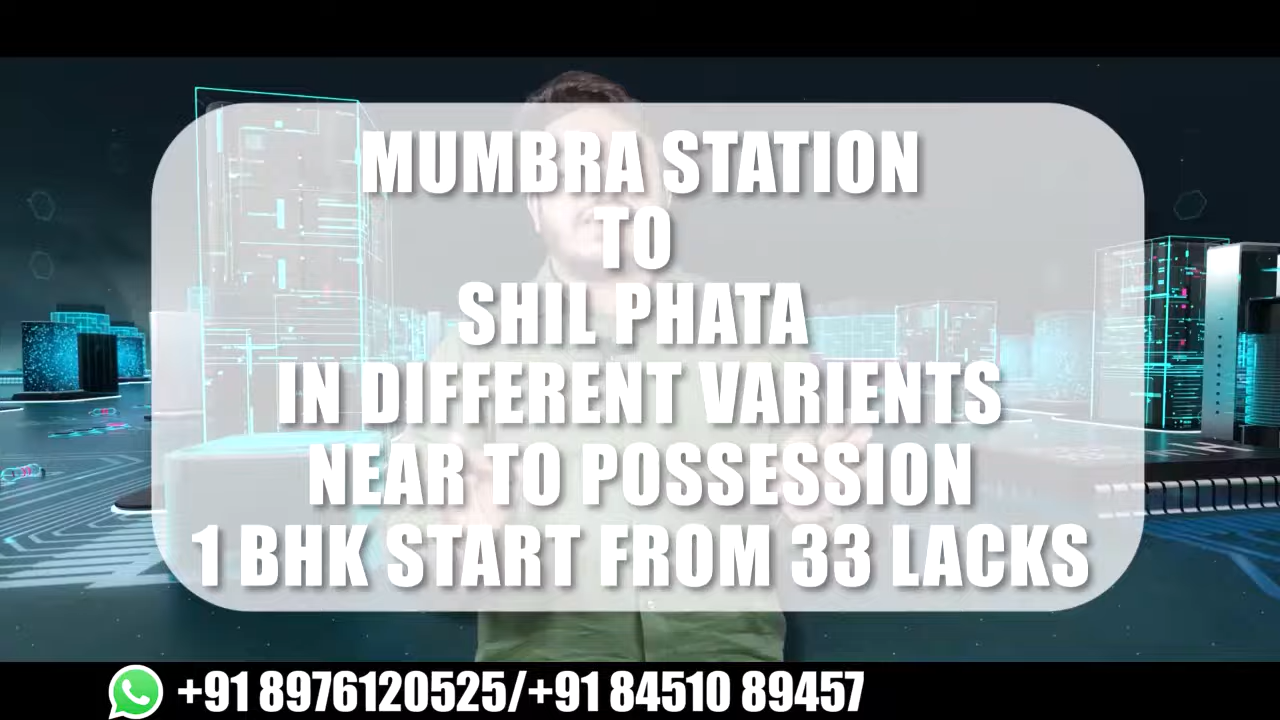 MUMBRA STATION
TO
SHIL PHATA
IN DIFFERENT VARIENTS
NEAR TO POSSESSION
1 BHK START FROM 33 LACKS
+91 8976120525/+91 84510 89457